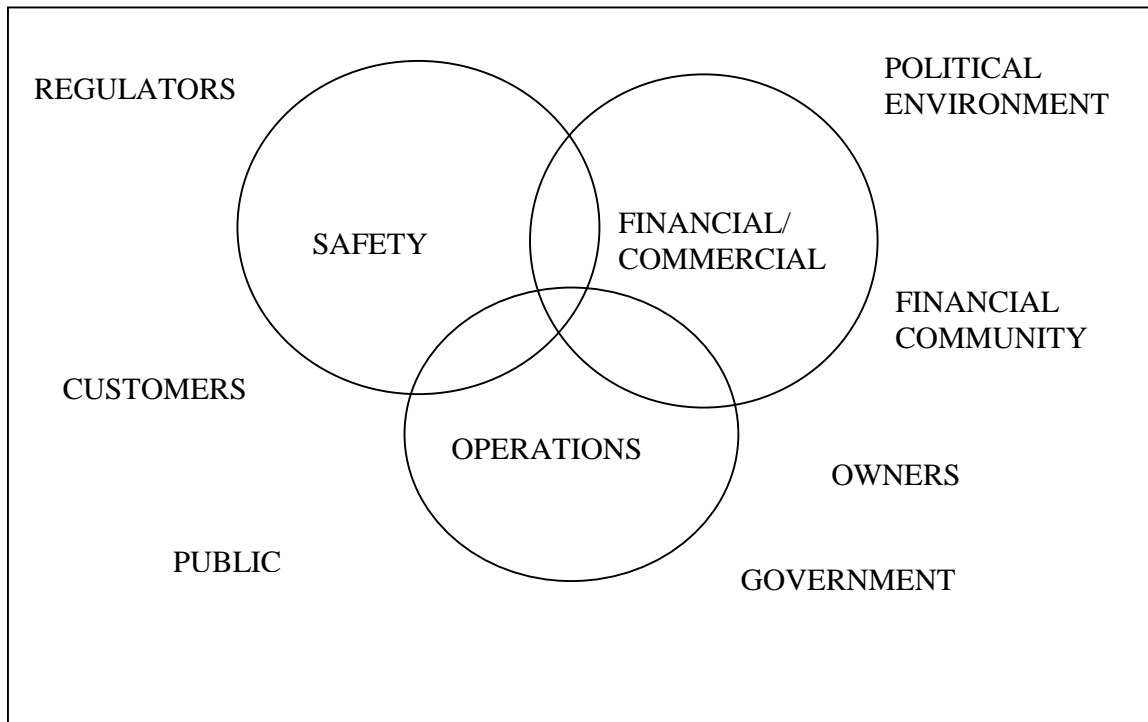 REGULATORS
POLITICAL
ENVIRONMENT
SAFETY
FINANCIAL/
COMMERCIAL
FINANCIAL
COMMUNITY
CUSTOMERS
OPERATIONS
OWNERS
PUBLIC
GOVERNMENT